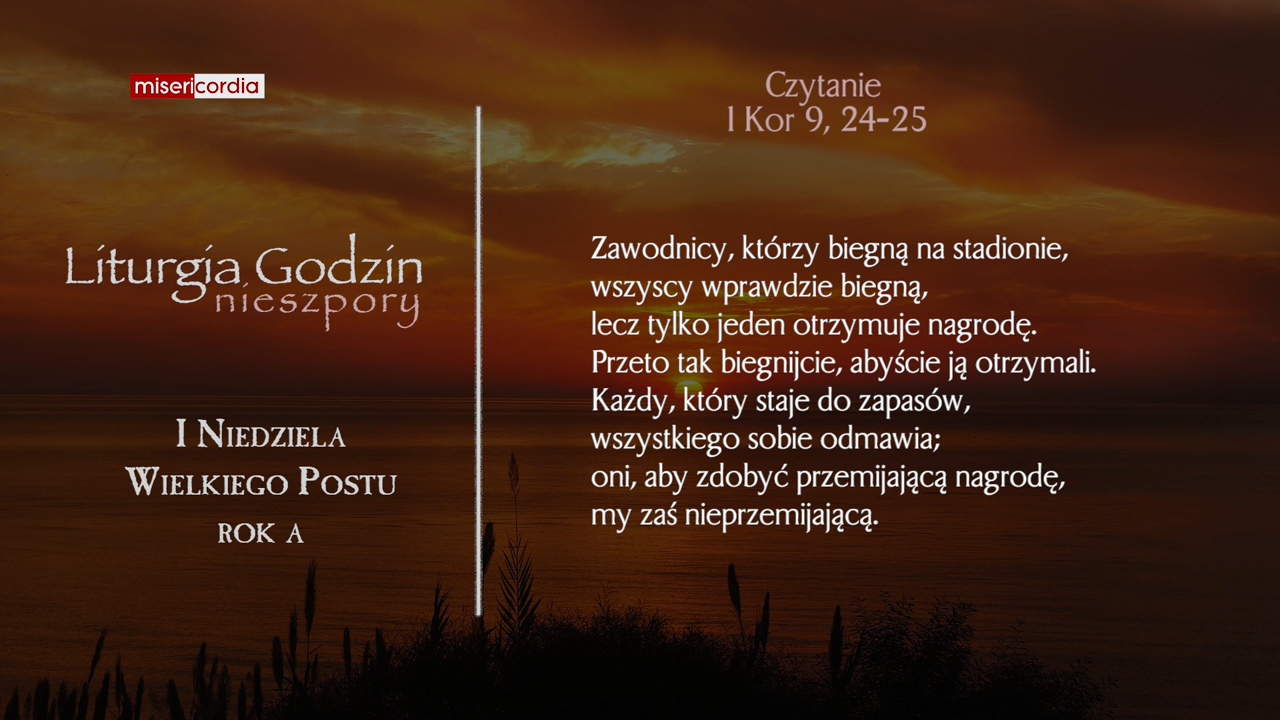 misericordia
Liturgia Godzin
nieszpory
I Niedziela
Wielkiego Postu
rok A
Czytanie
1 Kor 9, 24-25
Zawodnicy, którzy biegną na stadionie,
wszyscy wprawdzie biegną,
lecz tylko jeden otrzymuje nagrodę.
Przeto tak biegnijcie, abyście ją otrzymali.
Każdy, który staje do zapasów,
wszystkiego sobie odmawia;
oni, aby zdobyć przemijającą nagrodę,
my zaś nieprzemijającą.